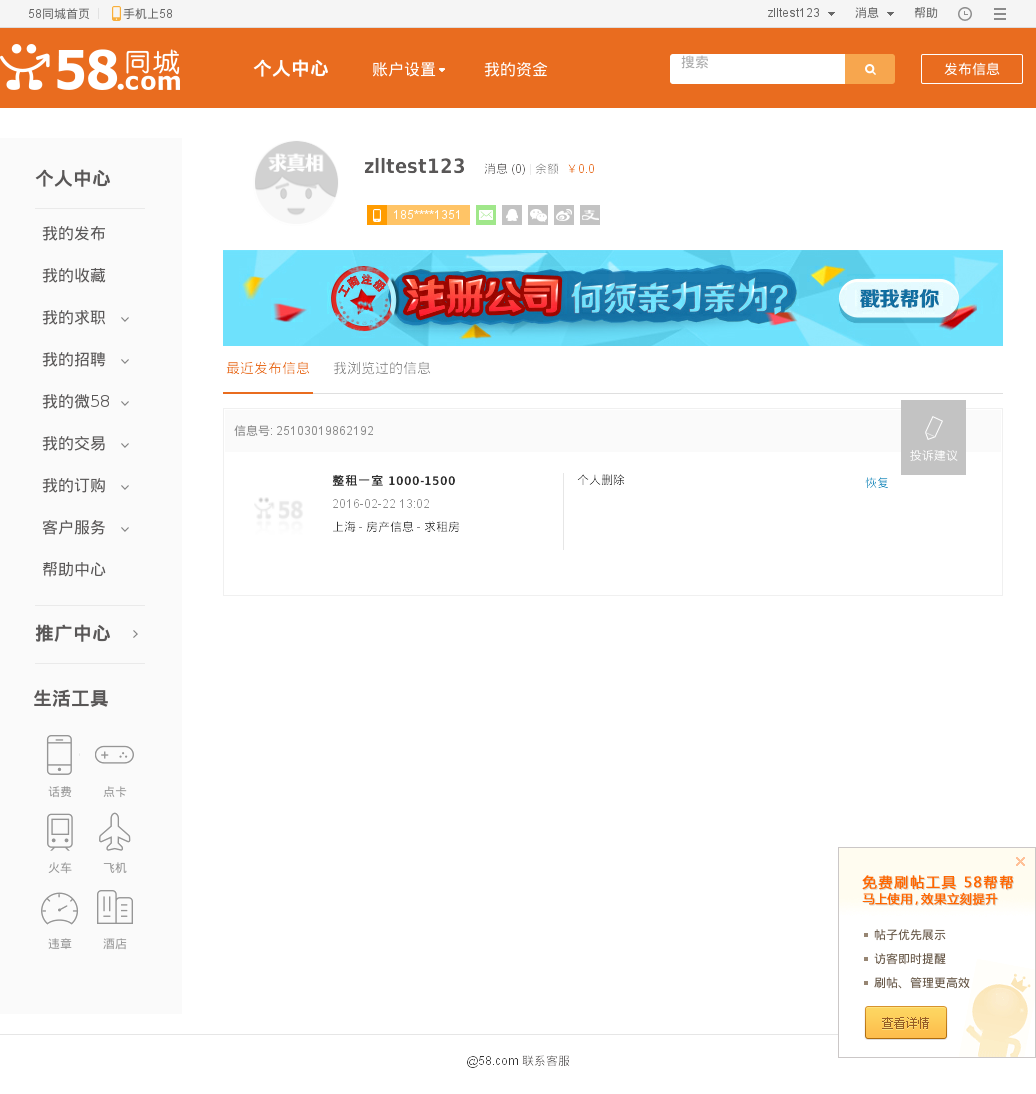 58同城首页
手机上58
zlltest123
消息
帮助
58同城
.com
个人中心
账户设置
我的资金
搜索
发布信息
个人中心
我的发布
我的收藏
我的求职
我的招聘
我的微58
我的交易
我的订购
客户服务
帮助中心
推广中心
生活工具
话费
点卡
火车
飞机
违章
酒店
求真相
zlltest123
消息 (0)
余额 ￥0.0
185****1351
支
工商注册
注册公司何须亲力亲为?
戳我帮你
最近发布信息
我浏览过的信息
信息号: 25103019862192
投诉建议
58
整租一室 1000-1500
2016-02-22 13:02
上海 - 房产信息 - 求租房
个人删除
恢复
免费刷帖工具 58帮帮
马上使用，效果立刻提升
帖子优先展示
访客即时提醒
刷帖、管理更高效
查看详情
@58.com 联系客服